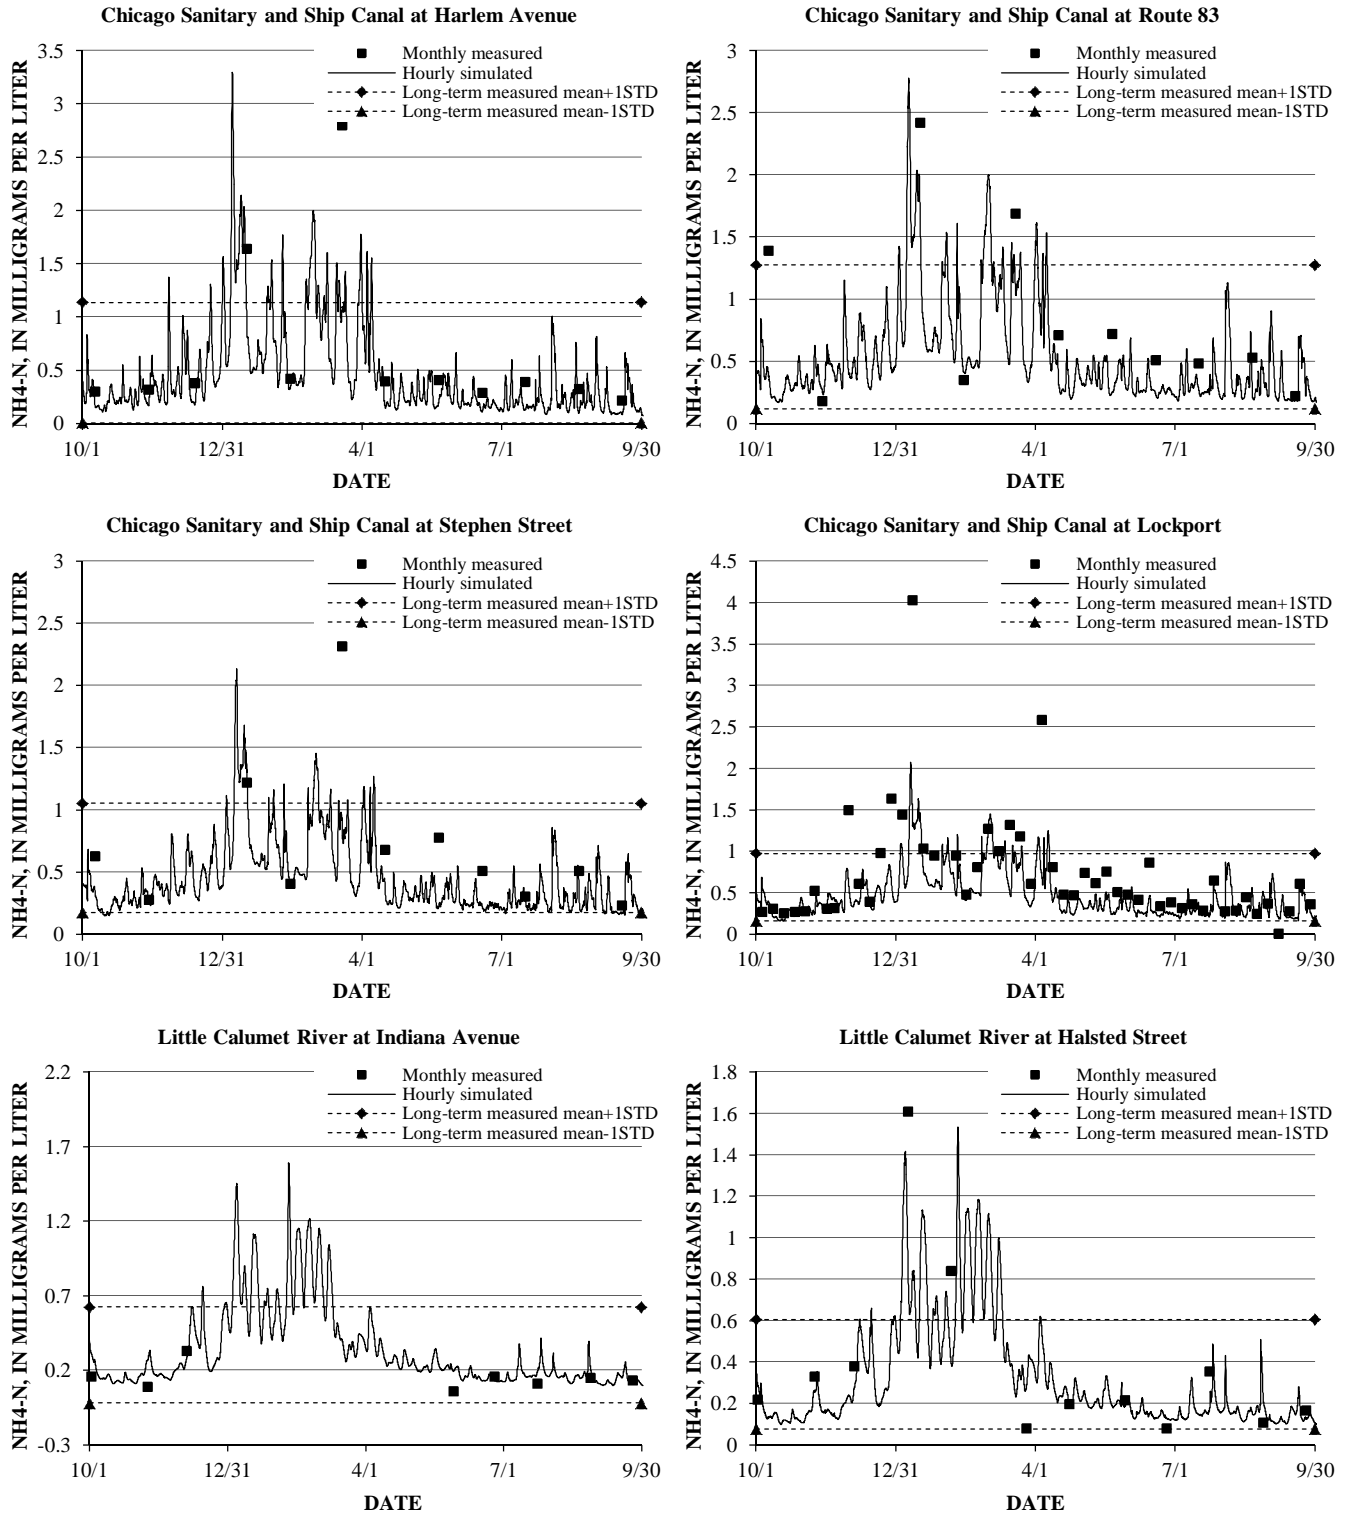 Chicago Sanitary and Ship Canal at Harlem Avenue
NH4-N, IN MILLIGRAMS PER LITER
3.5
3
2.5
2
1.5
1
0.5
0
Monthly measured
Hourly simulated
Long-term measured mean+1STD
Long-term measured mean-1STD
10/1 12/31 4/1 7/1 9/30
DATE
Chicago Sanitary and Ship Canal at Route 83
NH4-N, IN MILLIGRAMS PER LITER
3
2.5
2
1.5
1
0.5
0
Monthly measured
Hourly simulated
Long-term measured mean+1STD
Long-term measured mean-1STD
10/1 12/31 4/1 7/1 9/30
DATE
Chicago Sanitary and Ship Canal at Stephen Street
NH4-N, IN MILLIGRAMS PER LITER
3
2.5
2
1.5
1
0.5
0
Monthly measured
Hourly simulated
Long-term measured mean+1STD
Long-term measured mean-1STD
10/1 12/31 4/1 7/1 9/30
DATE
Chicago Sanitary and Ship Canal at Lockport
NH4-N, IN MILLIGRAMS PER LITER
4.5
4
3.5
3
2.5
2
1.5
1
0.5
0
Monthly measured
Hourly simulated
Long-term measured mean+1STD
Long-term measured mean-1STD
10/1 12/31 4/1 7/1 9/30
DATE
Little Calumet River at Indiana Avenue
NH4-N, IN MILLIGRAMS PER LITER
2.2
1.7
1.2
0.7
0.2
-0.3
Monthly measured
Hourly simulated
Long-term measured mean+1STD
Long-term measured mean-1STD
10/1 12/31 4/1 7/1 9/30
DATE
Little Calumet River at Halsted Street
NH4-N, IN MILLIGRAMS PER LITER
1.8
1.6
1.4
1.2
1
0.8
0.6
0.4
0.2
0
Monthly measured
Hourly simulated
Long-term measured mean+1STD
Long-term measured mean-1STD
10/1 12/31 4/1 7/1 9/30
DATE